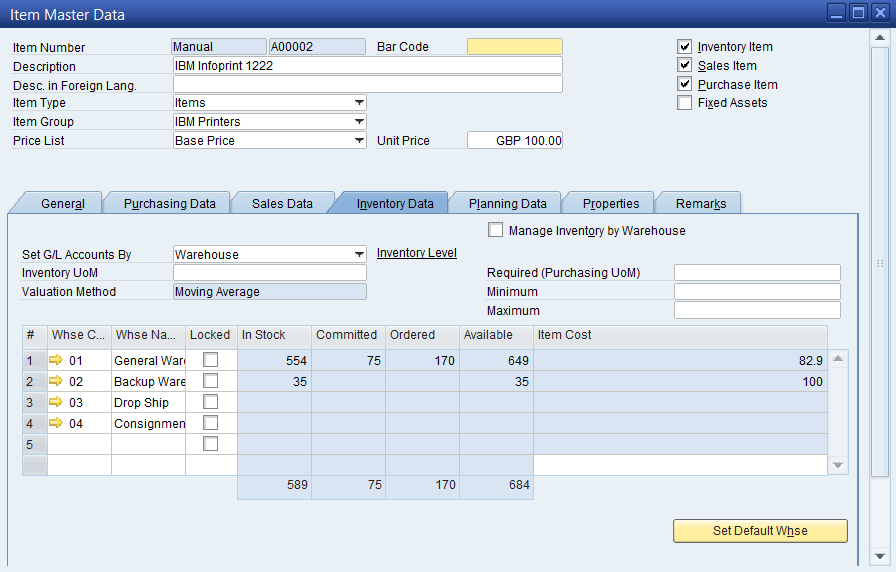 Item Master Data
Item Number Manual A00002 Bar Code Inventory Item
Description IBM Infoprint 1222 Sales Item
Desc. in Foreign Lang. Purchase Item
Item Type Items Fixed Assets
Item Group IBM Printers
Price List Base Price Unit Price GBP 100.00
General Purchasing Data Sales Data Inventory Data Planning Data Properties Remarks
Manage Inventory by Warehouse
Set G/L Accounts By Warehouse Inventory Level
Inventory UoM Required (Purchasing UoM)
Valuation Method Moving Average Minimum
Maximum
# Whse C... Whse Na... Locked In Stock Committed Ordered Available Item Cost
1 01 General Ware 554 75 170 649 82.9
2 02 Backup Ware 35 35 100
3 03 Drop Ship
4 04 Consignmen
5
589 75 170 684
Set Default Whse